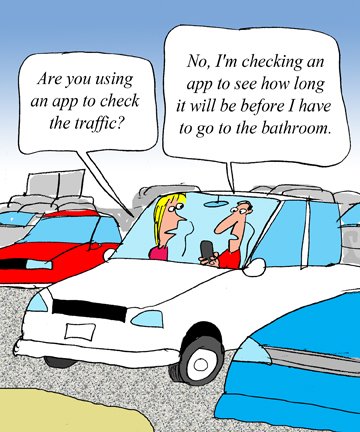 Are you using
an app to check
the traffic?
No, I'm checking an
app to see how long
it will be before I have
to go to the bathroom.